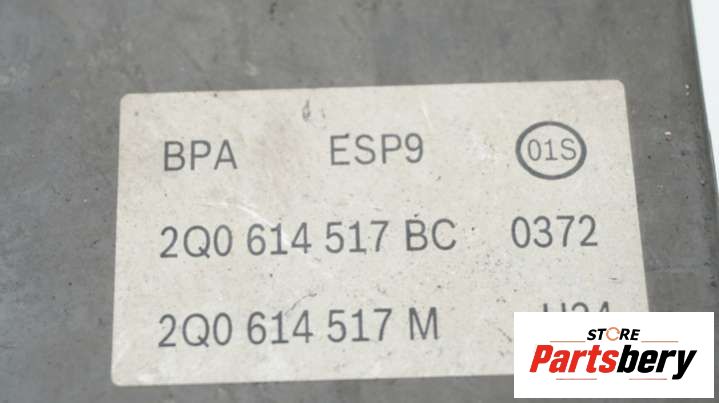 BPA ESP9 01S
2Q0 614 517 BC 0372
2Q0 614 517 M
STORE
Partsbery